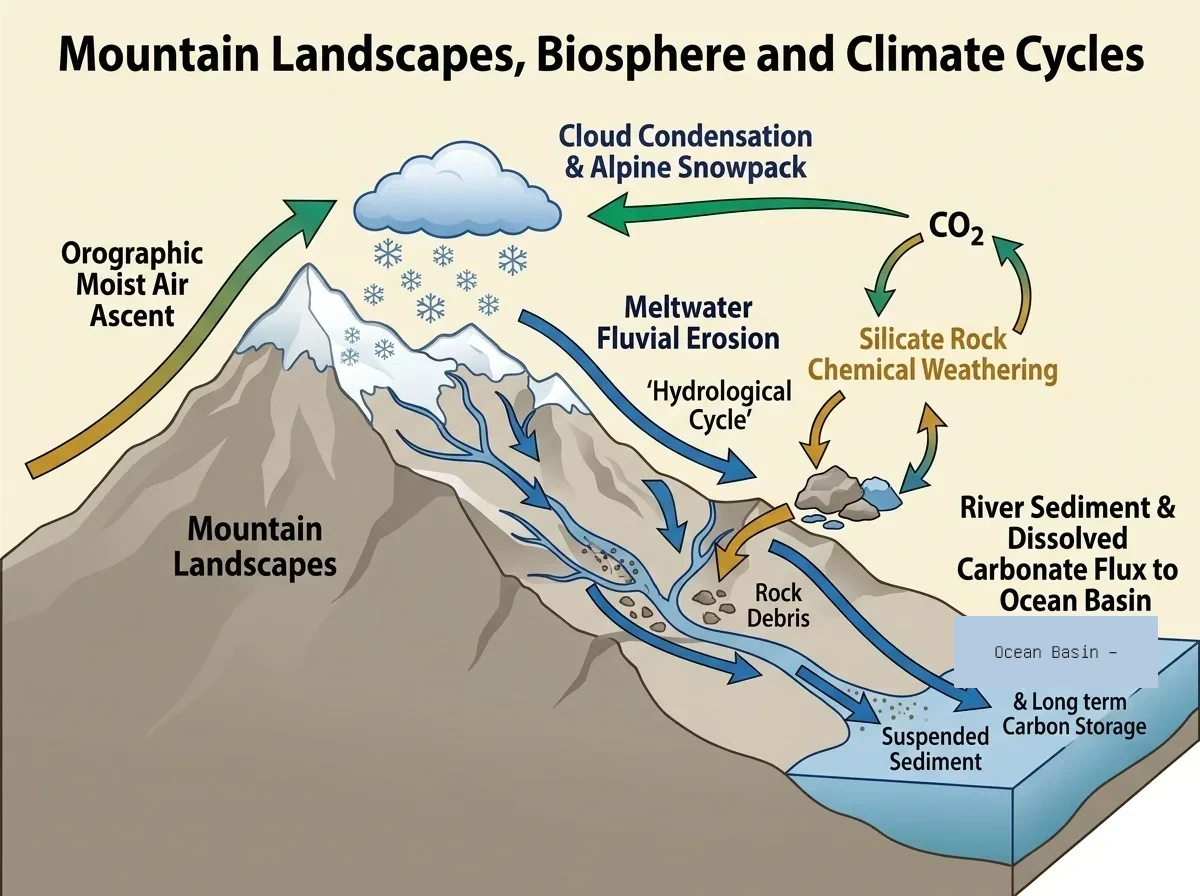 Mountain Landscapes, Biosphere and Climate Cycles
Cloud Condensation
& Alpine Snowpack
CO₂
Orographic
Moist Air
Ascent
Meltwater
Fluvial Erosion
'Hydrological
Cycle'
Silicate Rock
Chemical Weathering
Mountain
Landscapes
River Sediment &
Dissolved
Carbonate Flux to
Ocean Basin
Rock
Debris
Ocean Basin –
& Long term
Carbon Storage
Suspended
Sediment